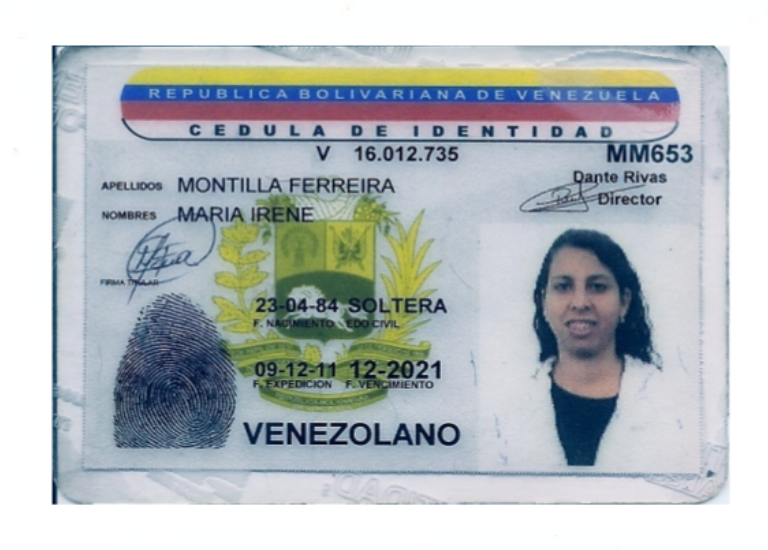 REPUBLICA BOLIVARIANA DE VENEZUELA
CEDULA DE IDENTIDAD
V 16.012.735 MM653
Dante Rivas
Director
APELLIDOS MONTILLA FERREIRA
NOMBRES MARIA IRENE
FIRMA TITULAR
23-04-84 SOLTERA
F. NACIMIENTO EDO CIVIL
09-12-11 12-2021
F. EXPEDICION F. VENCIMIENTO
VENEZOLANO